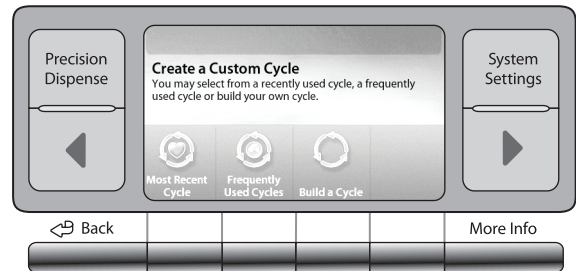 Precision
Dispense
Create a Custom Cycle
You may select from a recently used cycle, a frequently
used cycle or build your own cycle.
Most Recent
Cycle
Frequently
Used Cycles
Build a Cycle
System
Settings
Back
More Info